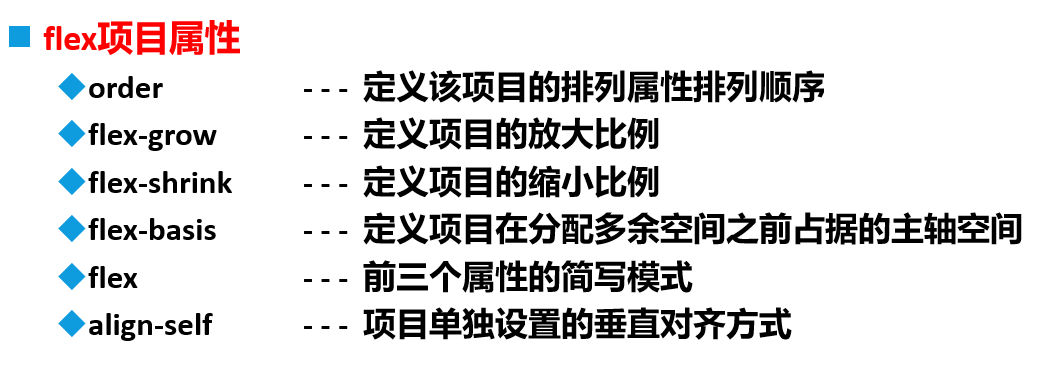 flex项目属性
order --- 定义该项目的排列属性排列顺序
flex-grow --- 定义项目的放大比例
flex-shrink --- 定义项目的缩小比例
flex-basis --- 定义项目在分配多余空间之前占据的主轴空间
flex --- 前三个属性的简写模式
align-self --- 项目单独设置的垂直对齐方式